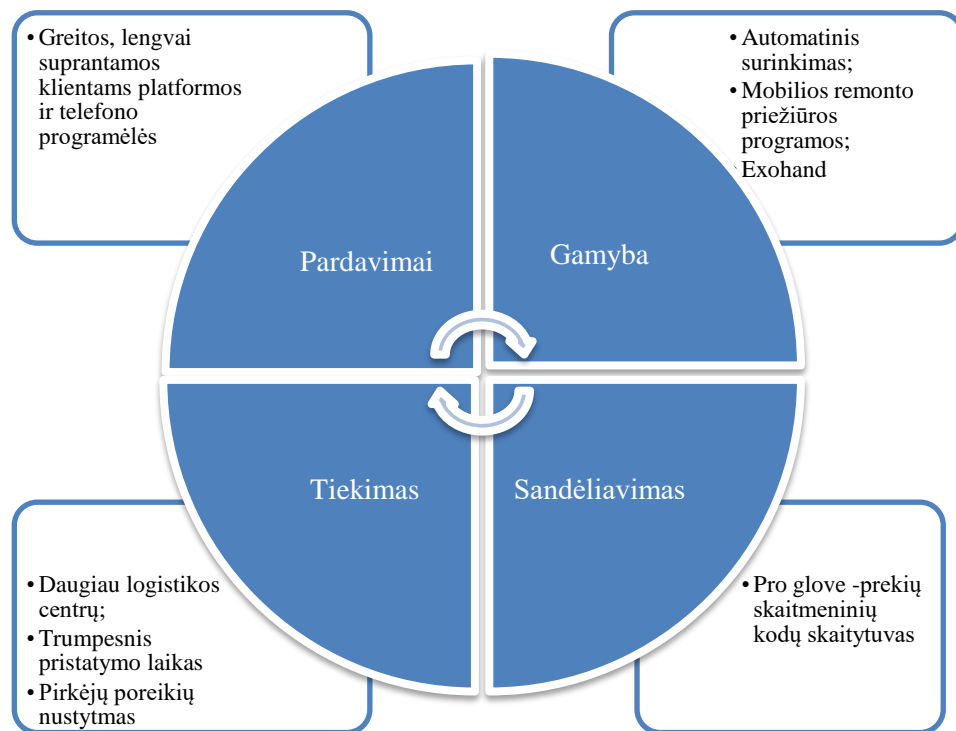 • Greitos, lengvai
suprantamos
klientams platformos
ir telefono
programėlės
• Automatinis
surinkimas;
• Mobilios remonto
priežiūros
programos;
• Exohand
Pardavimai
Gamyba
Tiekimas
Sandėliavimas
• Daugiau logistikos
centrų;
• Trumpesnis
pristatymo laikas
• Pirkėjų poreikių
nustytmas
• Pro glove -prekių
skaitmeninių
kodų skaitytuvas